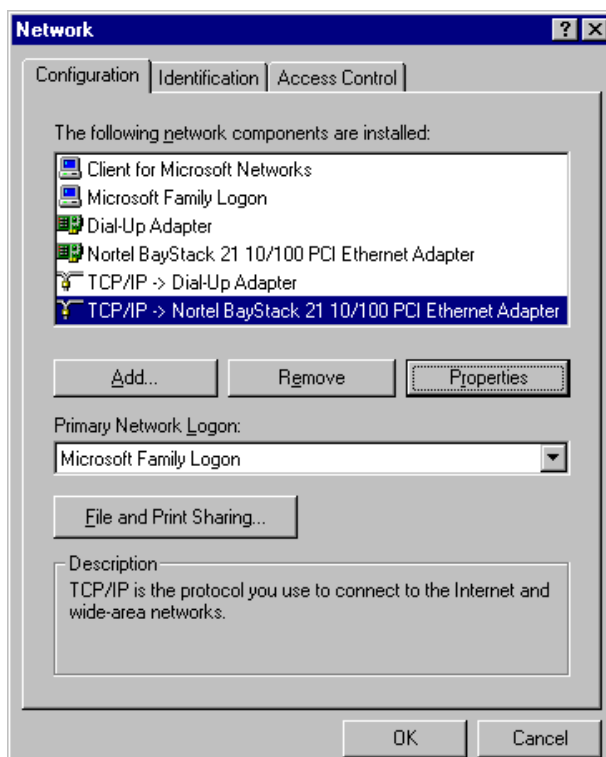 Network
Configuration Identification Access Control
The following network components are installed:
Client for Microsoft Networks
Microsoft Family Logon
Dial-Up Adapter
Nortel BayStack 21 10/100 PCI Ethernet Adapter
TCP/IP -> Dial-Up Adapter
TCP/IP -> Nortel BayStack 21 10/100 PCI Ethernet Adapter
Add... Remove Properties
Primary Network Logon:
Microsoft Family Logon
File and Print Sharing...
Description
TCP/IP is the protocol you use to connect to the Internet and
wide-area networks.
OK Cancel